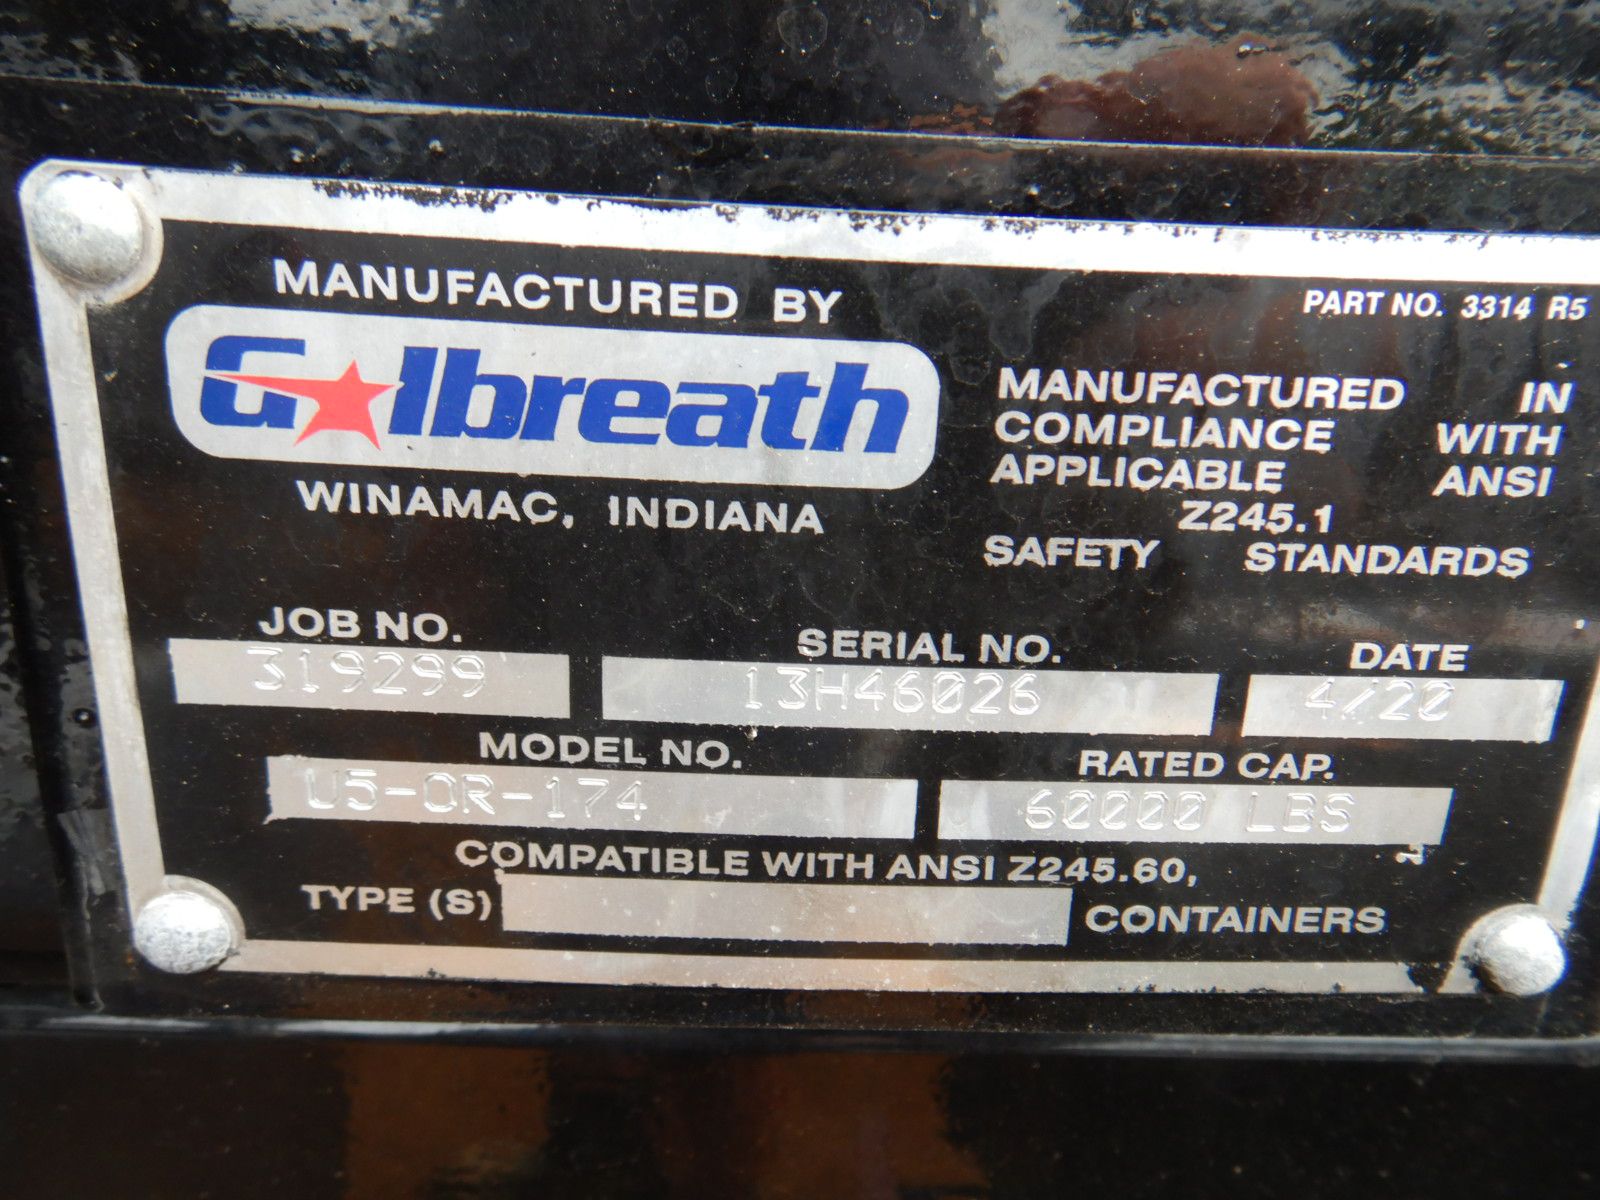 MANUFACTURED BY
Galbreath
WINAMAC, INDIANA
PART NO. 3314 R5
MANUFACTURED IN
COMPLIANCE WITH
APPLICABLE ANSI
Z245.1
SAFETY STANDARDS
JOB NO.
319299
SERIAL NO.
13H46026
DATE
4/20
MODEL NO.
U5-OR-174
RATED CAP.
60000 LBS
COMPATIBLE WITH ANSI Z245.60,
TYPE (S) CONTAINERS